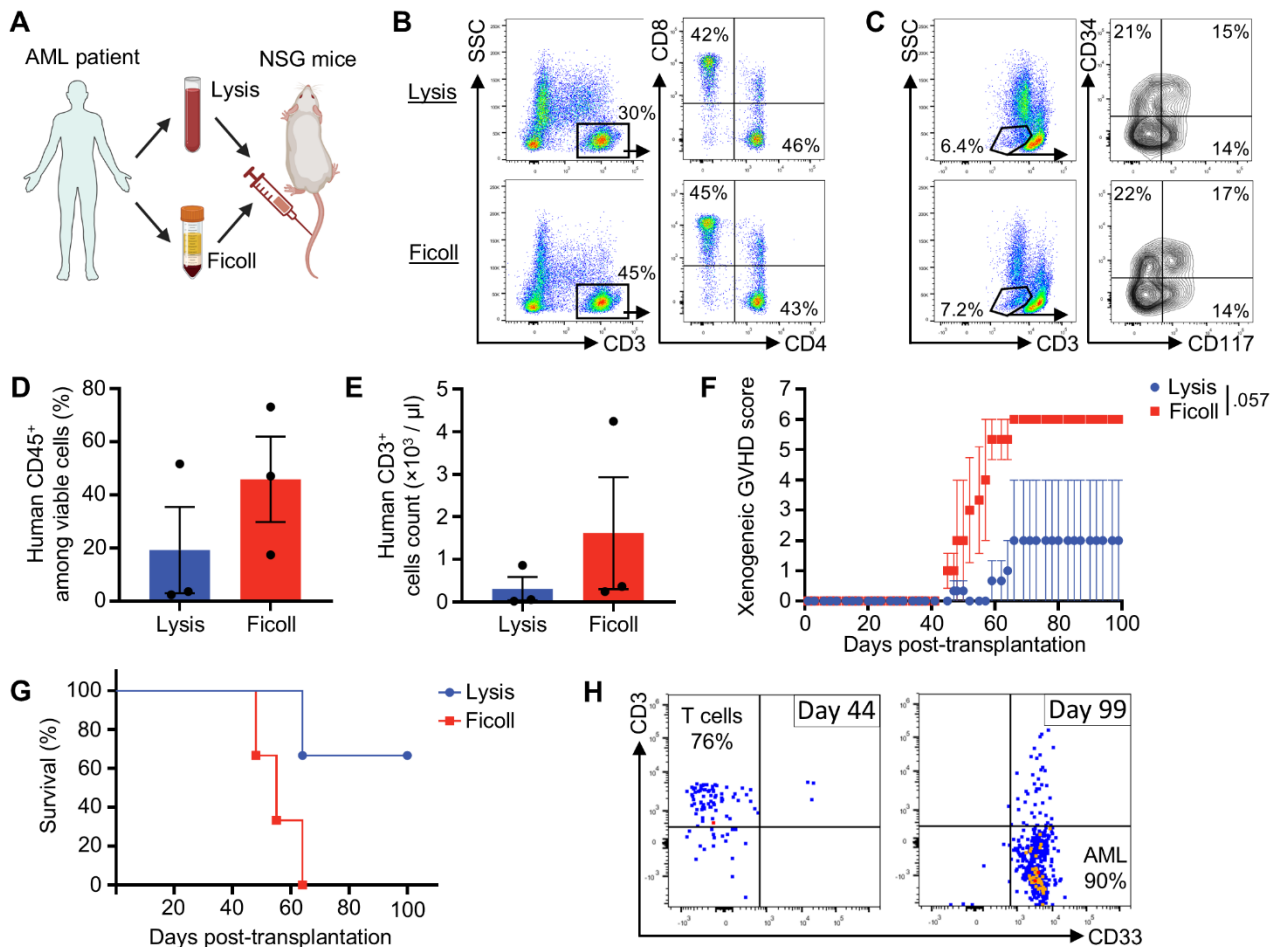 A
AML patient
NSG mice
Lysis
Ficoll
B
SSC
CD8
Lysis
30%
42%
46%
Ficoll
45%
45%
43%
CD3
CD4
C
SSC
CD34
6.4%
21%
15%
14%
7.2%
22%
17%
14%
CD3
CD117
D
Human CD45+
among viable cells (%)
80
60
40
20
0
Lysis
Ficoll
E
Human CD3+
cells count (×10³ / µl)
5
4
3
2
1
0
Lysis
Ficoll
F
Xenogeneic GVHD score
7
6
5
4
3
2
1
0
0
20
40
60
80
100
Days post-transplantation
Lysis
Ficoll
.057
G
Survival (%)
100
80
60
40
20
0
20
40
60
80
100
Days post-transplantation
Lysis
Ficoll
H
CD3
T cells
76%
Day 44
Day 99
AML
90%
CD33